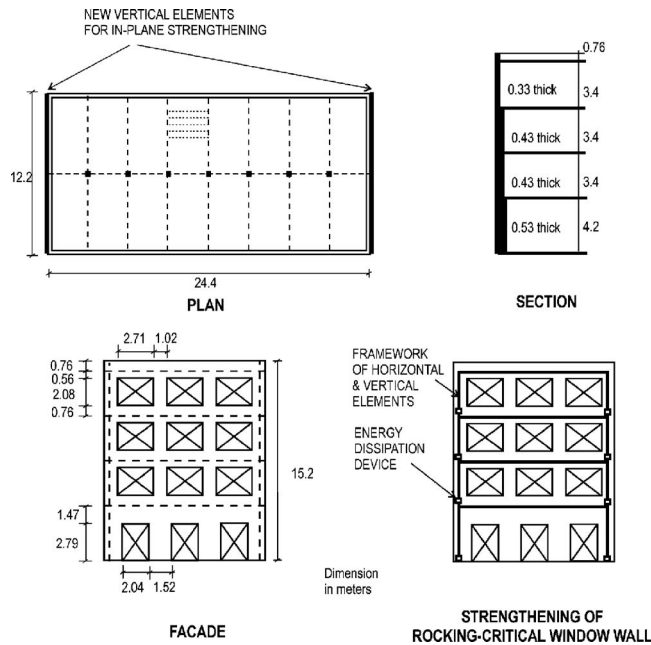 NEW VERTICAL ELEMENTS
FOR IN-PLANE STRENGTHENING
12.2
24.4
PLAN
0.76
0.33 thick
3.4
0.43 thick
3.4
0.43 thick
3.4
0.53 thick
4.2
SECTION
2.71
1.02
0.76
0.56
2.08
0.76
15.2
1.47
2.79
2.04
1.52
Dimension
in meters
FACADE
FRAMEWORK
OF HORIZONTAL
& VERTICAL
ELEMENTS
ENERGY
DISSIPATION
DEVICE
STRENGTHENING OF
ROCKING-CRITICAL WINDOW WALL